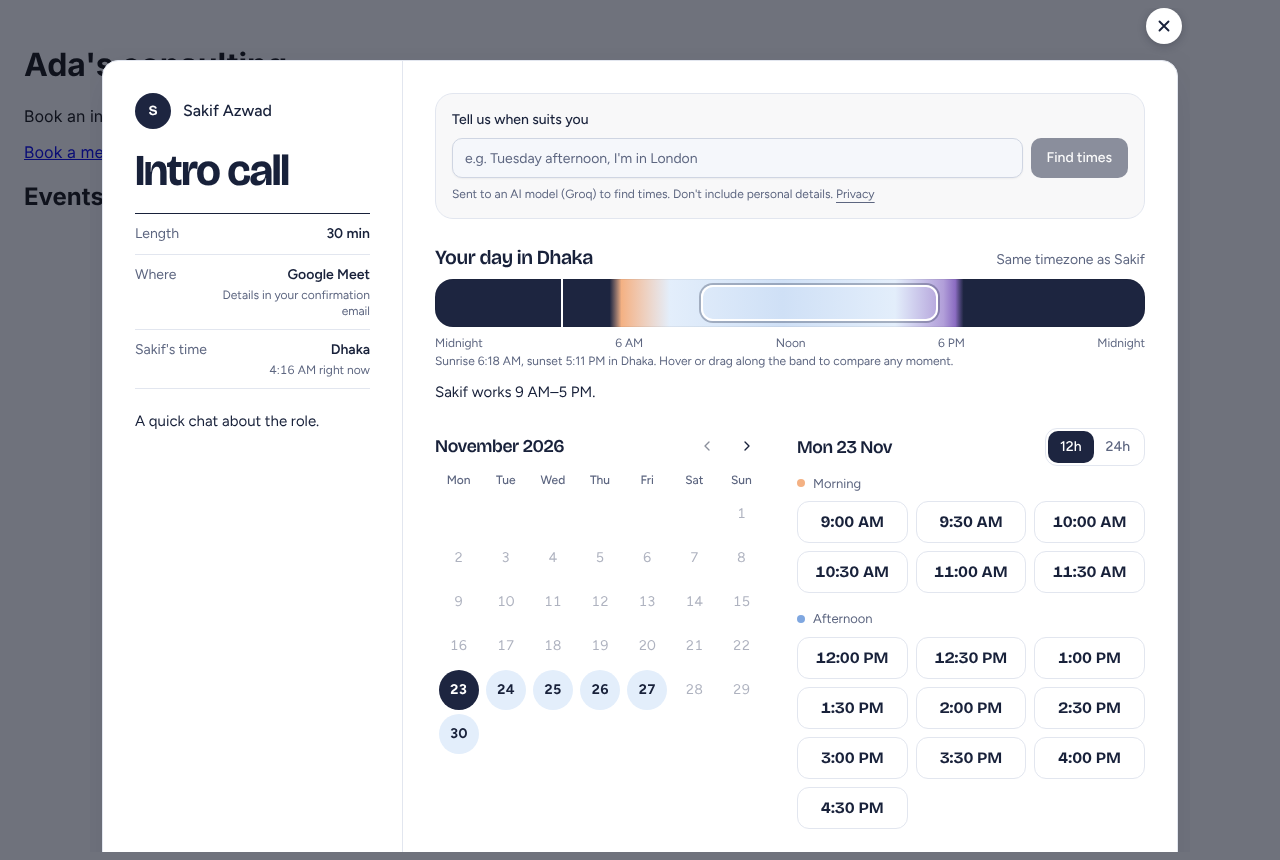 Ada's consulting
Book an in
Book a me
Events
S
Sakif Azwad
Intro call
Length 30 min
Where Google Meet
Details in your confirmation
email
Sakif's time Dhaka
4:16 AM right now
A quick chat about the role.
Tell us when suits you
e.g. Tuesday afternoon, I'm in London
Find times
Sent to an AI model (Groq) to find times. Don't include personal details. Privacy
Your day in Dhaka
Same timezone as Sakif
Midnight 6 AM Noon 6 PM Midnight
Sunrise 6:18 AM, sunset 5:11 PM in Dhaka. Hover or drag along the band to compare any moment.
Sakif works 9 AM–5 PM.
November 2026
Mon Tue Wed Thu Fri Sat Sun
1
2 3 4 5 6 7 8
9 10 11 12 13 14 15
16 17 18 19 20 21 22
23 24 25 26 27 28 29
30
Mon 23 Nov
12h 24h
Morning
9:00 AM 9:30 AM 10:00 AM
10:30 AM 11:00 AM 11:30 AM
Afternoon
12:00 PM 12:30 PM 1:00 PM
1:30 PM 2:00 PM 2:30 PM
3:00 PM 3:30 PM 4:00 PM
4:30 PM